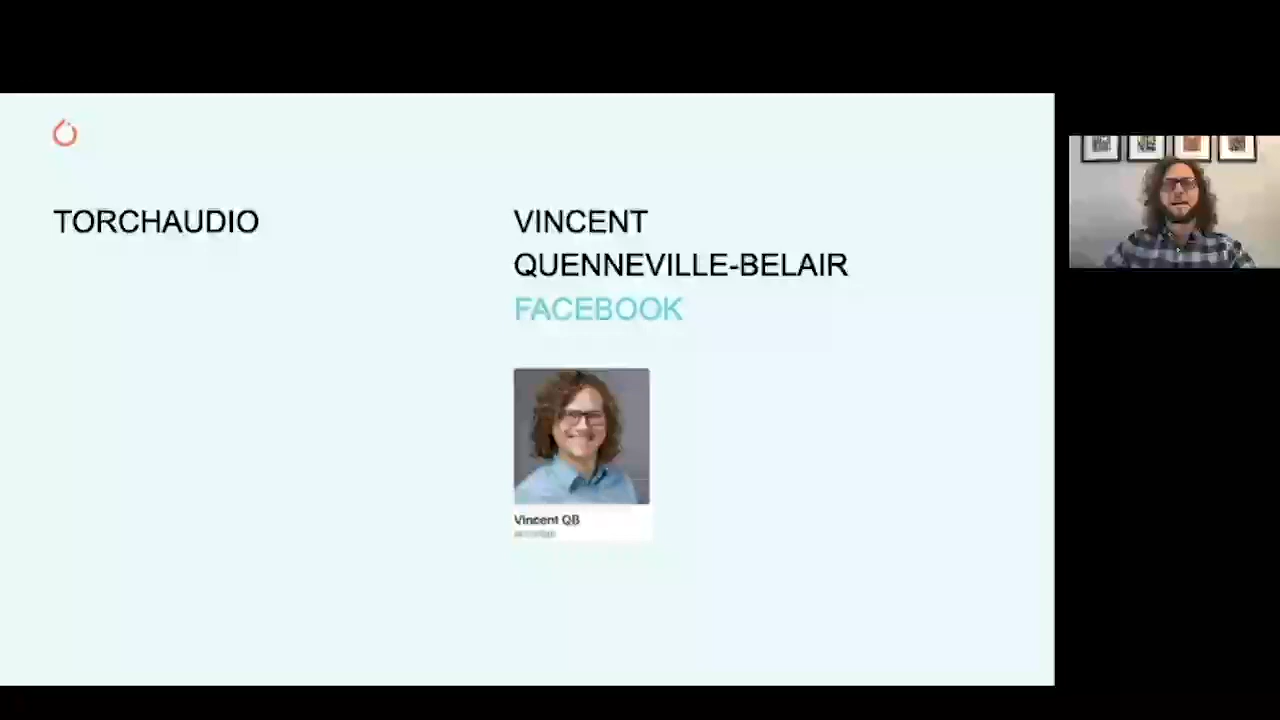 TORCHAUDIO
VINCENT
QUENNEVILLE-BELAIR
FACEBOOK
Vincent QB